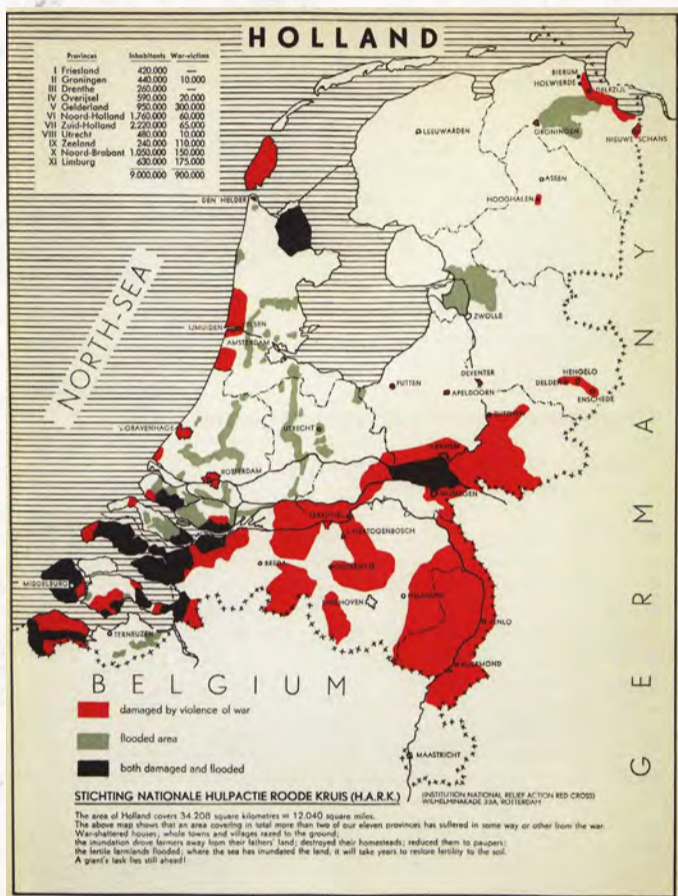 HOLLAND
Provinces Inhabitants War-victims
I Friesland 420.000 —
II Groningen 440.000 10.000
III Drenthe 260.000 —
IV Overijsel 590.000 20.000
V Gelderland 950.000 300.000
VI Noord-Holland 1.760.000 60.000
VII Zuid-Holland 2.220.000 65.000
VIII Utrecht 480.000 10.000
IX Zeeland 240.000 110.000
X Noord-Brabant 1.050.000 150.000
XI Limburg 630.000 175.000
9.000.000 900.000
BIERUM
HOLWIERDE
DELFZIJL
LEEUWARDEN
GRONINGEN
NIEUWE SCHANS
ASSEN
HOOGHALEN
DEN HELDER
NORTH-SEA
GERMANY
ZWOLLE
IJMUIDEN
VELSEN
AMSTERDAM
PUTTEN
DEVENTER
APELDOORN
HENGELO
DELDEN
ENSCHEDE
ZUTPHEN
s-GRAVENHAGE
UTRECHT
ARNHEM
ROTTERDAM
NIJMEGEN
s-HERTOGENBOSCH
BREDA
MIDDELBURG
EINDHOVEN
HELMOND
VENLO
TERNEUZEN
ROERMOND
BELGIUM
MAASTRICHT
damaged by violence of war
flooded area
both damaged and flooded
STICHTING NATIONALE HULPACTIE ROODE KRUIS (H.A.R.K.)
(INSTITUTION NATIONAL RELIEF ACTION RED CROSS)
WILHELMINAKADE 33A, ROTTERDAM
The area of Holland covers 34.208 square kilometres = 12.040 square miles.
The above map shows that an area covering in total more than two of our eleven provinces has suffered in some way or other from the war.
War-shattered houses; whole towns and villages razed to the ground;
the inundation drove farmers away from their fathers' land; destroyed their homesteads; reduced them to paupers;
the fertile farmlands flooded; where the sea has inundated the land, it will take years to restore fertility to the soil.
A giant's task lies still ahead!